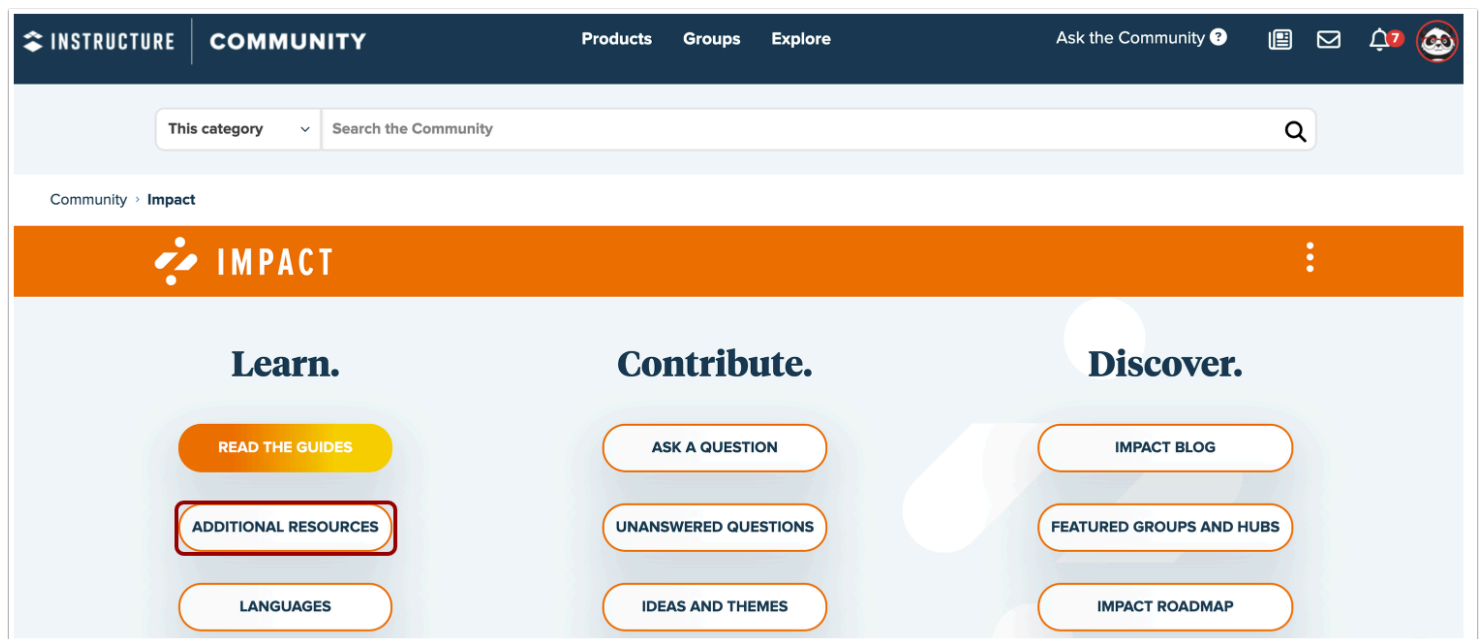 INSTRUCTURE COMMUNITY Products Groups Explore Ask the Community ? 7
This category Search the Community
Community › Impact
IMPACT
Learn. Contribute. Discover.
READ THE GUIDES ASK A QUESTION IMPACT BLOG
ADDITIONAL RESOURCES UNANSWERED QUESTIONS FEATURED GROUPS AND HUBS
LANGUAGES IDEAS AND THEMES IMPACT ROADMAP